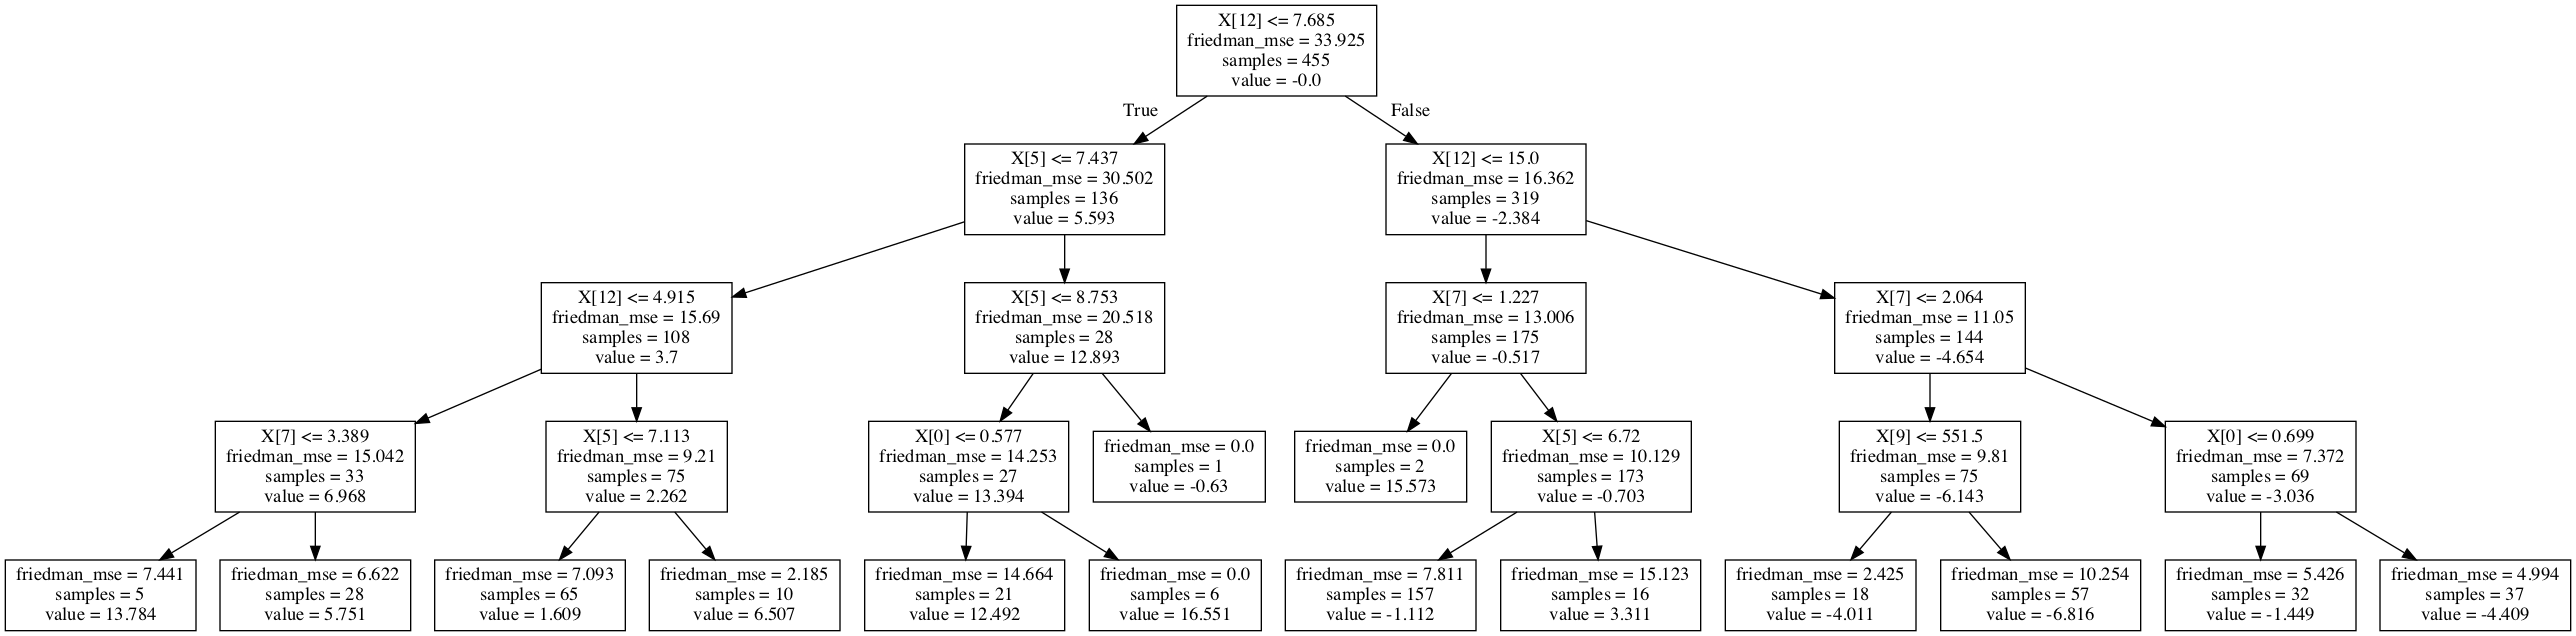 X[12] <= 7.685
friedman_mse = 33.925
samples = 455
value = -0.0
True
False
X[5] <= 7.437
friedman_mse = 30.502
samples = 136
value = 5.593
X[12] <= 15.0
friedman_mse = 16.362
samples = 319
value = -2.384
X[12] <= 4.915
friedman_mse = 15.69
samples = 108
value = 3.7
X[5] <= 8.753
friedman_mse = 20.518
samples = 28
value = 12.893
X[7] <= 1.227
friedman_mse = 13.006
samples = 175
value = -0.517
X[7] <= 2.064
friedman_mse = 11.05
samples = 144
value = -4.654
X[7] <= 3.389
friedman_mse = 15.042
samples = 33
value = 6.968
X[5] <= 7.113
friedman_mse = 9.21
samples = 75
value = 2.262
X[0] <= 0.577
friedman_mse = 14.253
samples = 27
value = 13.394
friedman_mse = 0.0
samples = 1
value = -0.63
friedman_mse = 0.0
samples = 2
value = 15.573
X[5] <= 6.72
friedman_mse = 10.129
samples = 173
value = -0.703
X[9] <= 551.5
friedman_mse = 9.81
samples = 75
value = -6.143
X[0] <= 0.699
friedman_mse = 7.372
samples = 69
value = -3.036
friedman_mse = 7.441
samples = 5
value = 13.784
friedman_mse = 6.622
samples = 28
value = 5.751
friedman_mse = 7.093
samples = 65
value = 1.609
friedman_mse = 2.185
samples = 10
value = 6.507
friedman_mse = 14.664
samples = 21
value = 12.492
friedman_mse = 0.0
samples = 6
value = 16.551
friedman_mse = 7.811
samples = 157
value = -1.112
friedman_mse = 15.123
samples = 16
value = 3.311
friedman_mse = 2.425
samples = 18
value = -4.011
friedman_mse = 10.254
samples = 57
value = -6.816
friedman_mse = 5.426
samples = 32
value = -1.449
friedman_mse = 4.994
samples = 37
value = -4.409